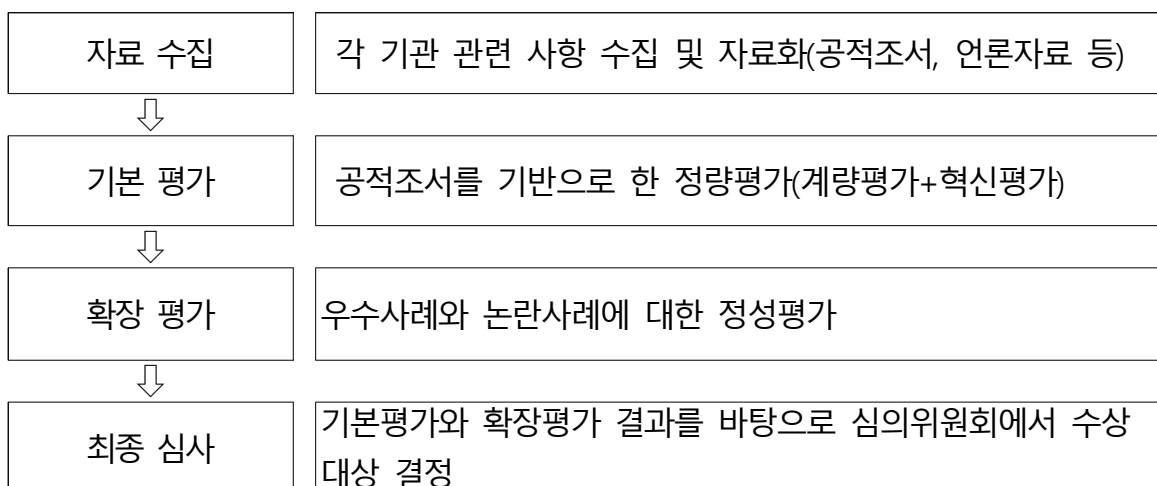 자료 수집
각 기관 관련 사항 수집 및 자료화(공적조서, 언론자료 등)
기본 평가
공적조서를 기반으로 한 정량평가(계량평가+혁신평가)
확장 평가
우수사례와 논란사례에 대한 정성평가
최종 심사
기본평가와 확장평가 결과를 바탕으로 심의위원회에서 수상
대상 결정